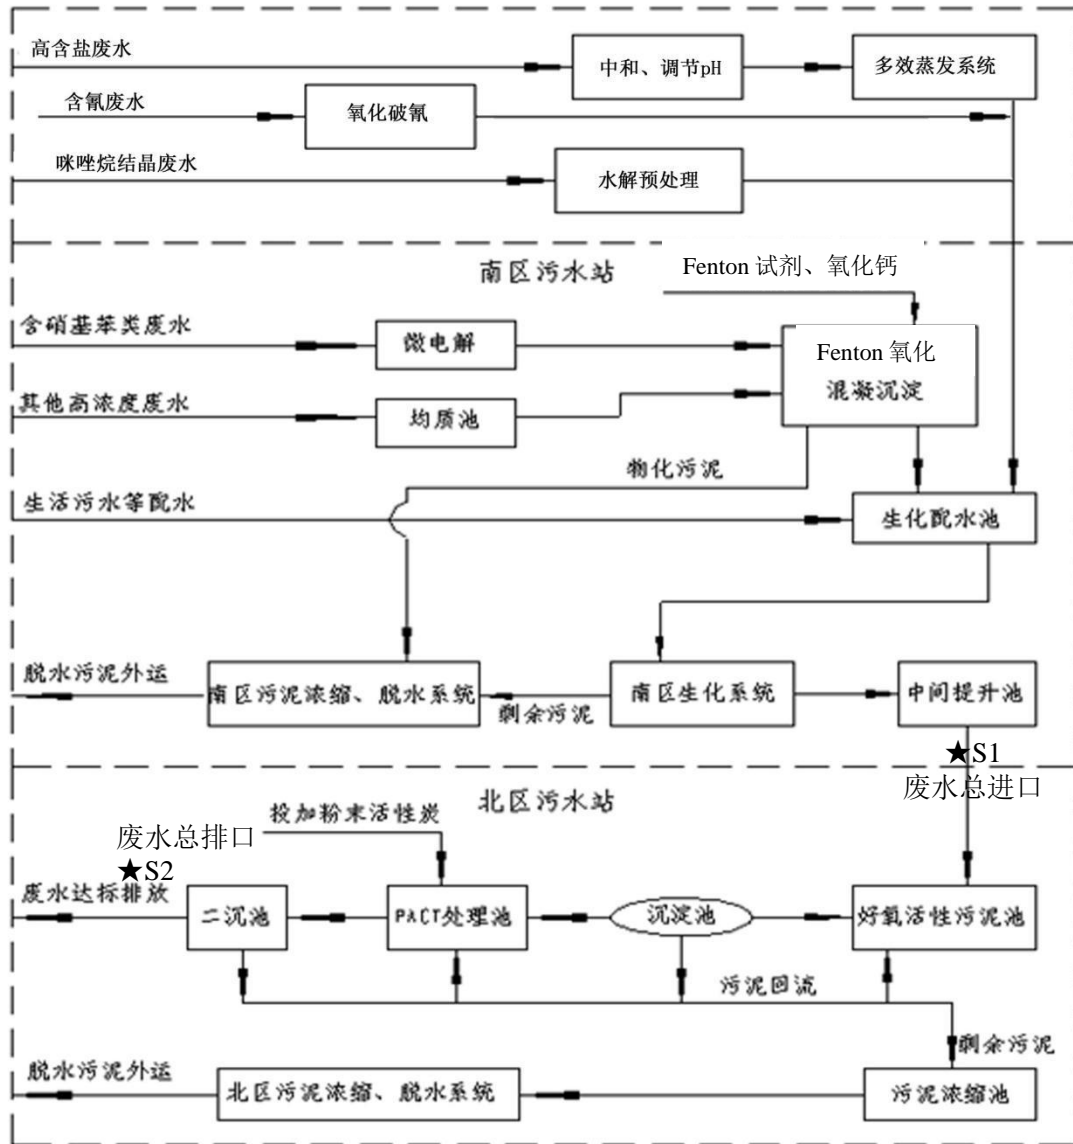 高含盐废水
中和、调节pH
多效蒸发系统
含氰废水
氧化破氰
咪唑烷结晶废水
水解预处理
南区污水站
Fenton 试剂、氧化钙
含硝基苯类废水
微电解
Fenton 氧化
混凝沉淀
其他高浓度废水
均质池
物化污泥
生活污水等配水
生化配水池
脱水污泥外运
南区污泥浓缩、脱水系统
剩余污泥
南区生化系统
中间提升池
★S1
废水总进口
北区污水站
投加粉末活性炭
废水总排口
★S2
废水达标排放
二沉池
PACT处理池
沉淀池
好氧活性污泥池
污泥回流
剩余污泥
脱水污泥外运
北区污泥浓缩、脱水系统
污泥浓缩池